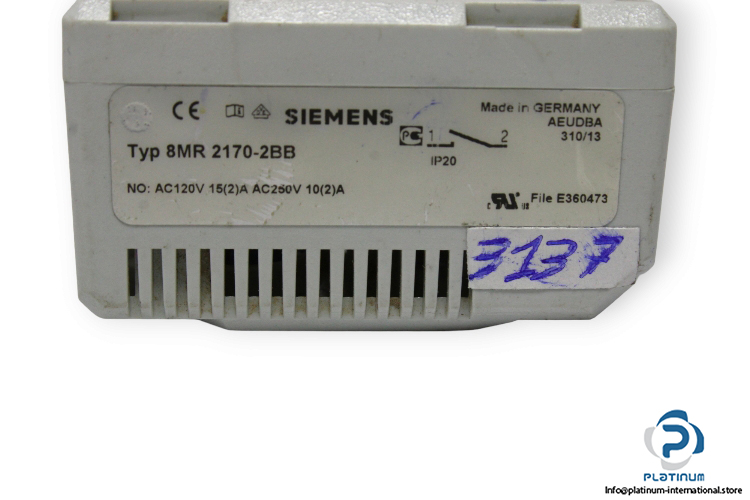 CE SIEMENS Made in GERMANY
AEUDBA
310/13
1 2
Typ 8MR 2170-2BB
IP20
NO: AC120V 15(2)A AC250V 10(2)A
File E360473
3137
PLATINUM
Info@platinum-international.store